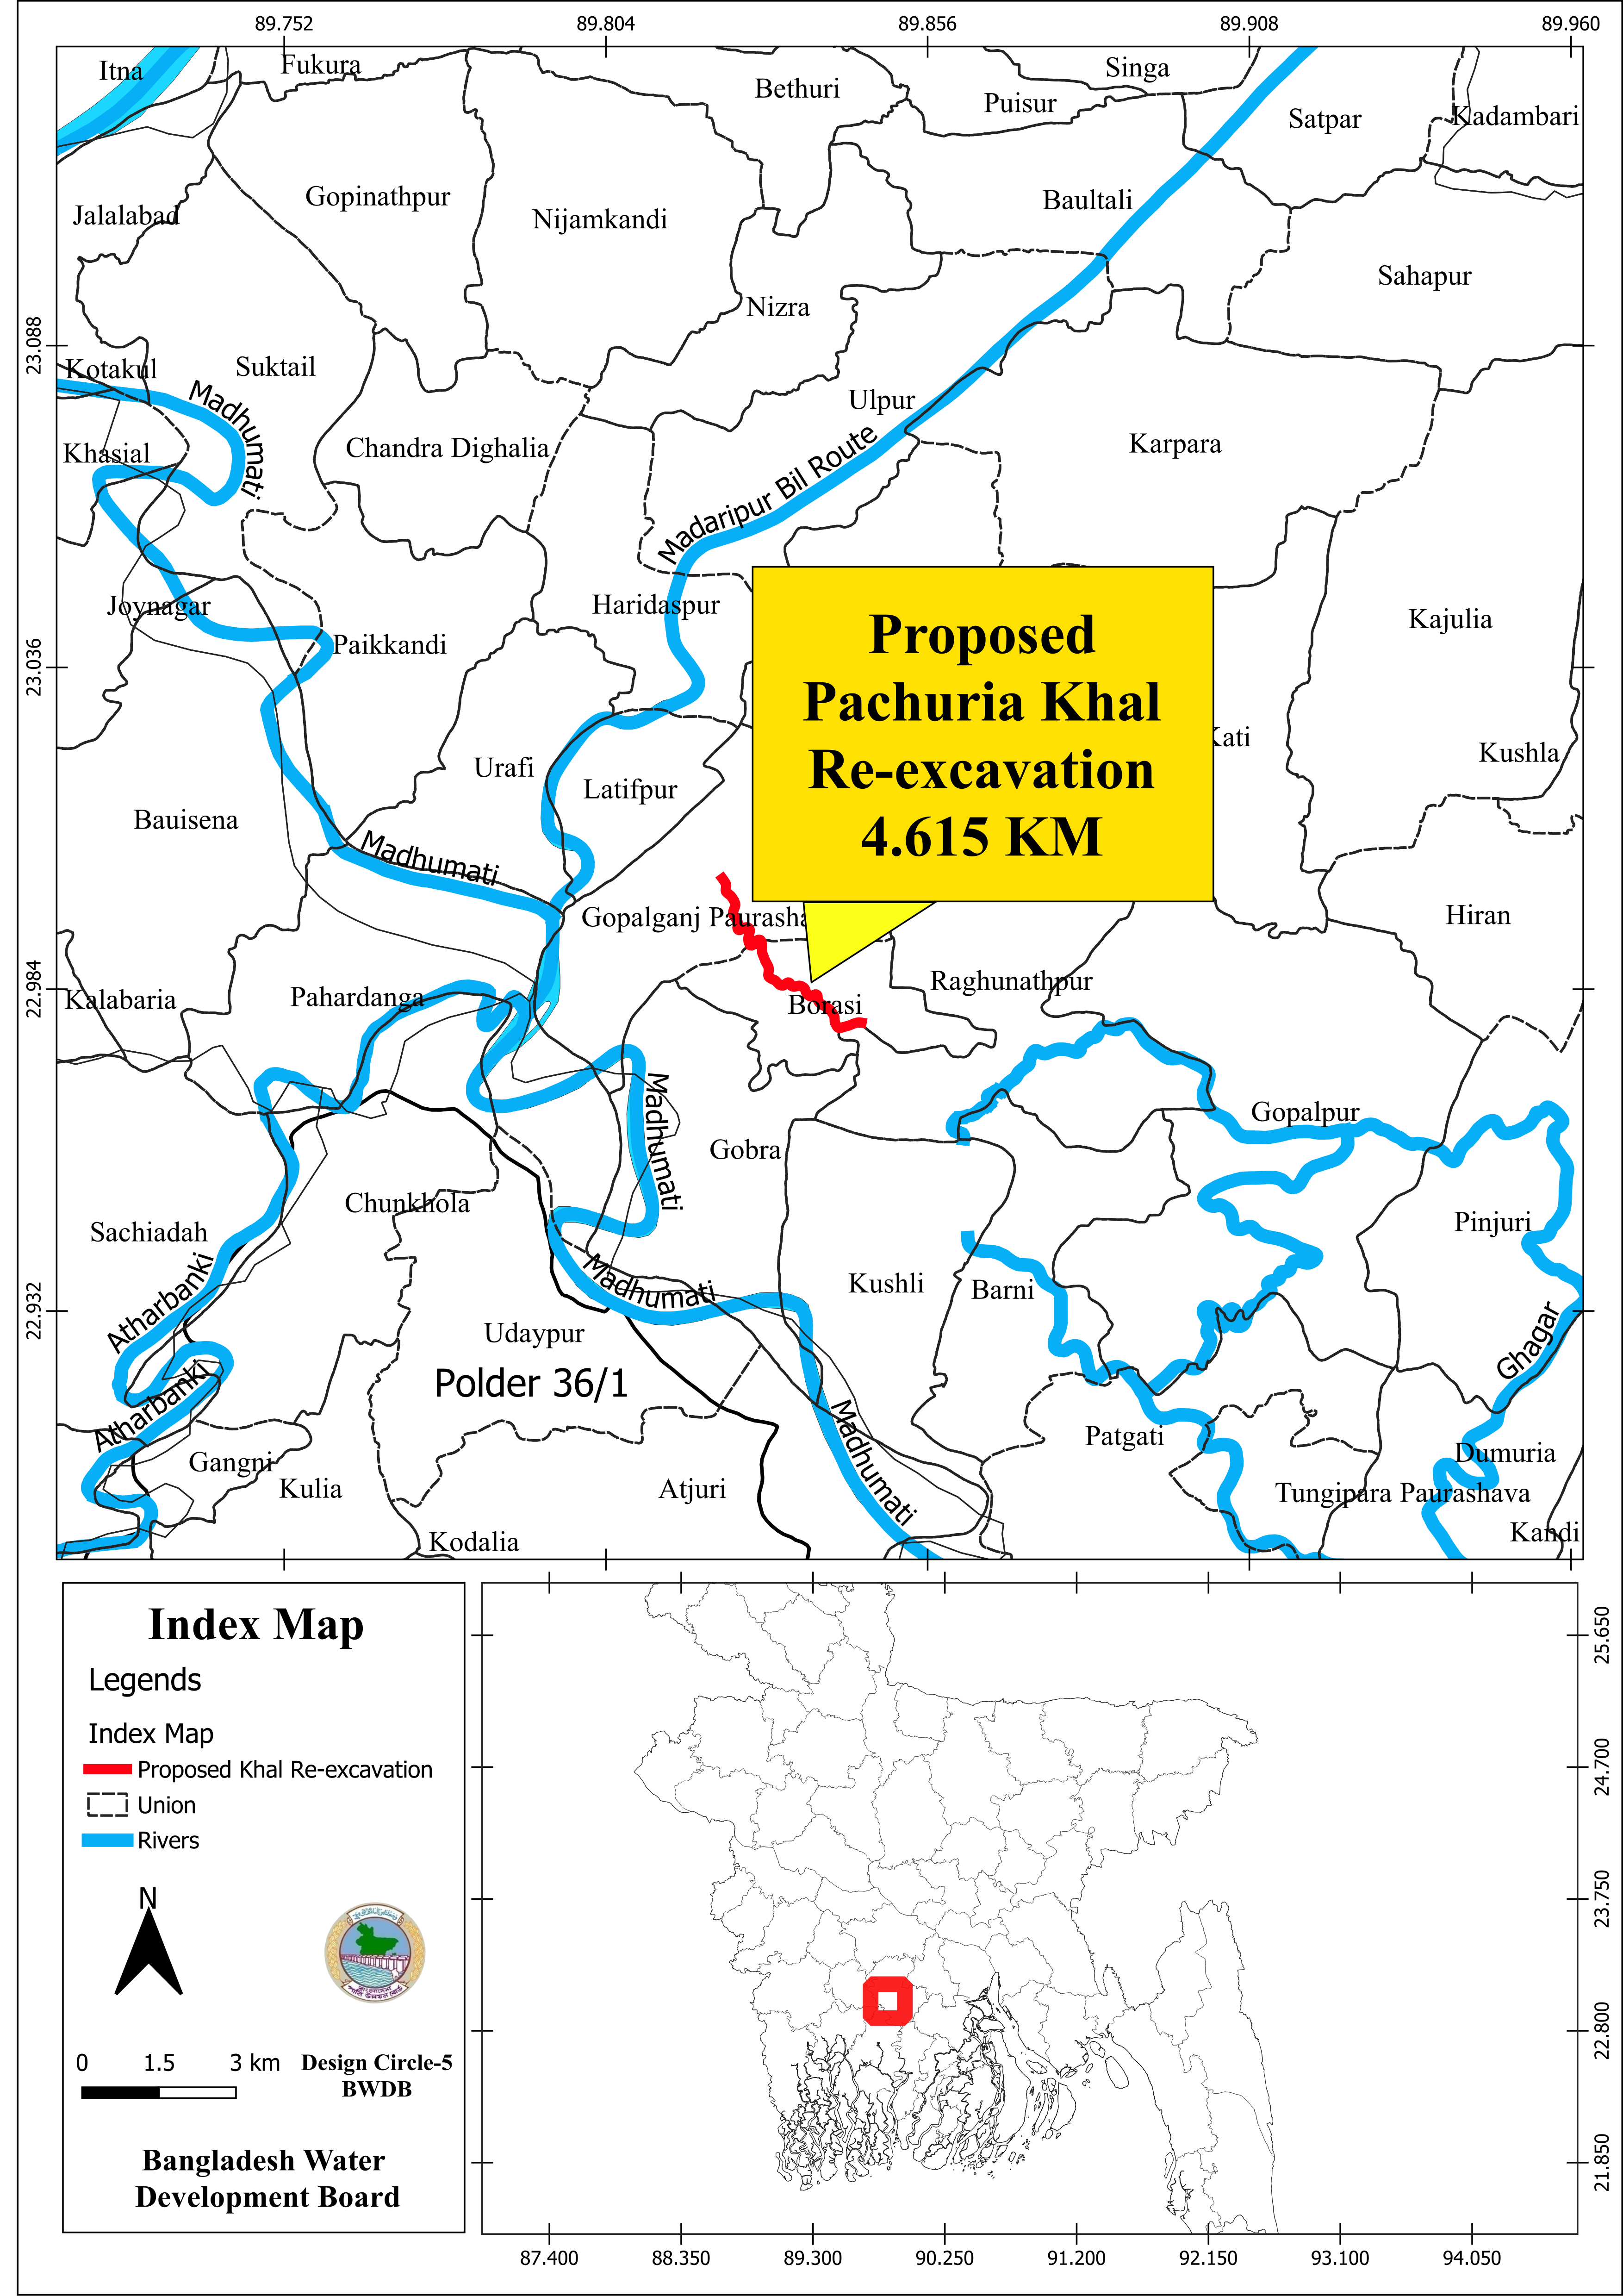 89.752
89.804
89.856
89.908
89.960
Itna
Fukura
Bethuri
Singa
Puisur
Satpar
Kadambari
Jalalabad
Gopinathpur
Nijamkandi
Baultali
Sahapur
Nizra
23.088
Kotakul
Suktail
Madhumati
Ulpur
Khasial
Chandra Dighalia
Karpara
Madaripur Bil Route
Joynagar
Haridaspur
Kajulia
Paikkandi
23.036
Proposed
Pachuria Khal
Re-excavation
4.615 KM
Kati
Kushla
Urafi
Latifpur
Bauisena
Madhumati
Gopalganj Paurasha
Hiran
22.984
Kalabaria
Pahardanga
Raghunathpur
Borasi
Madhumati
Gopalpur
Gobra
Chunkhola
Sachiadah
Pinjuri
Atharbanki
Madhumati
Kushli
Barni
22.932
Udaypur
Ghagar
Polder 36/1
Atharbanki
Madhumati
Patgati
Dumuria
Gangni
Kulia
Atjuri
Tungipara Paurashava
Kodalia
Kandi
Index Map
Legends
Index Map
Proposed Khal Re-excavation
Union
Rivers
N
0 1.5 3 km
Design Circle-5
BWDB
Bangladesh Water
Development Board
25.650
24.700
23.750
22.800
21.850
87.400
88.350
89.300
90.250
91.200
92.150
93.100
94.050